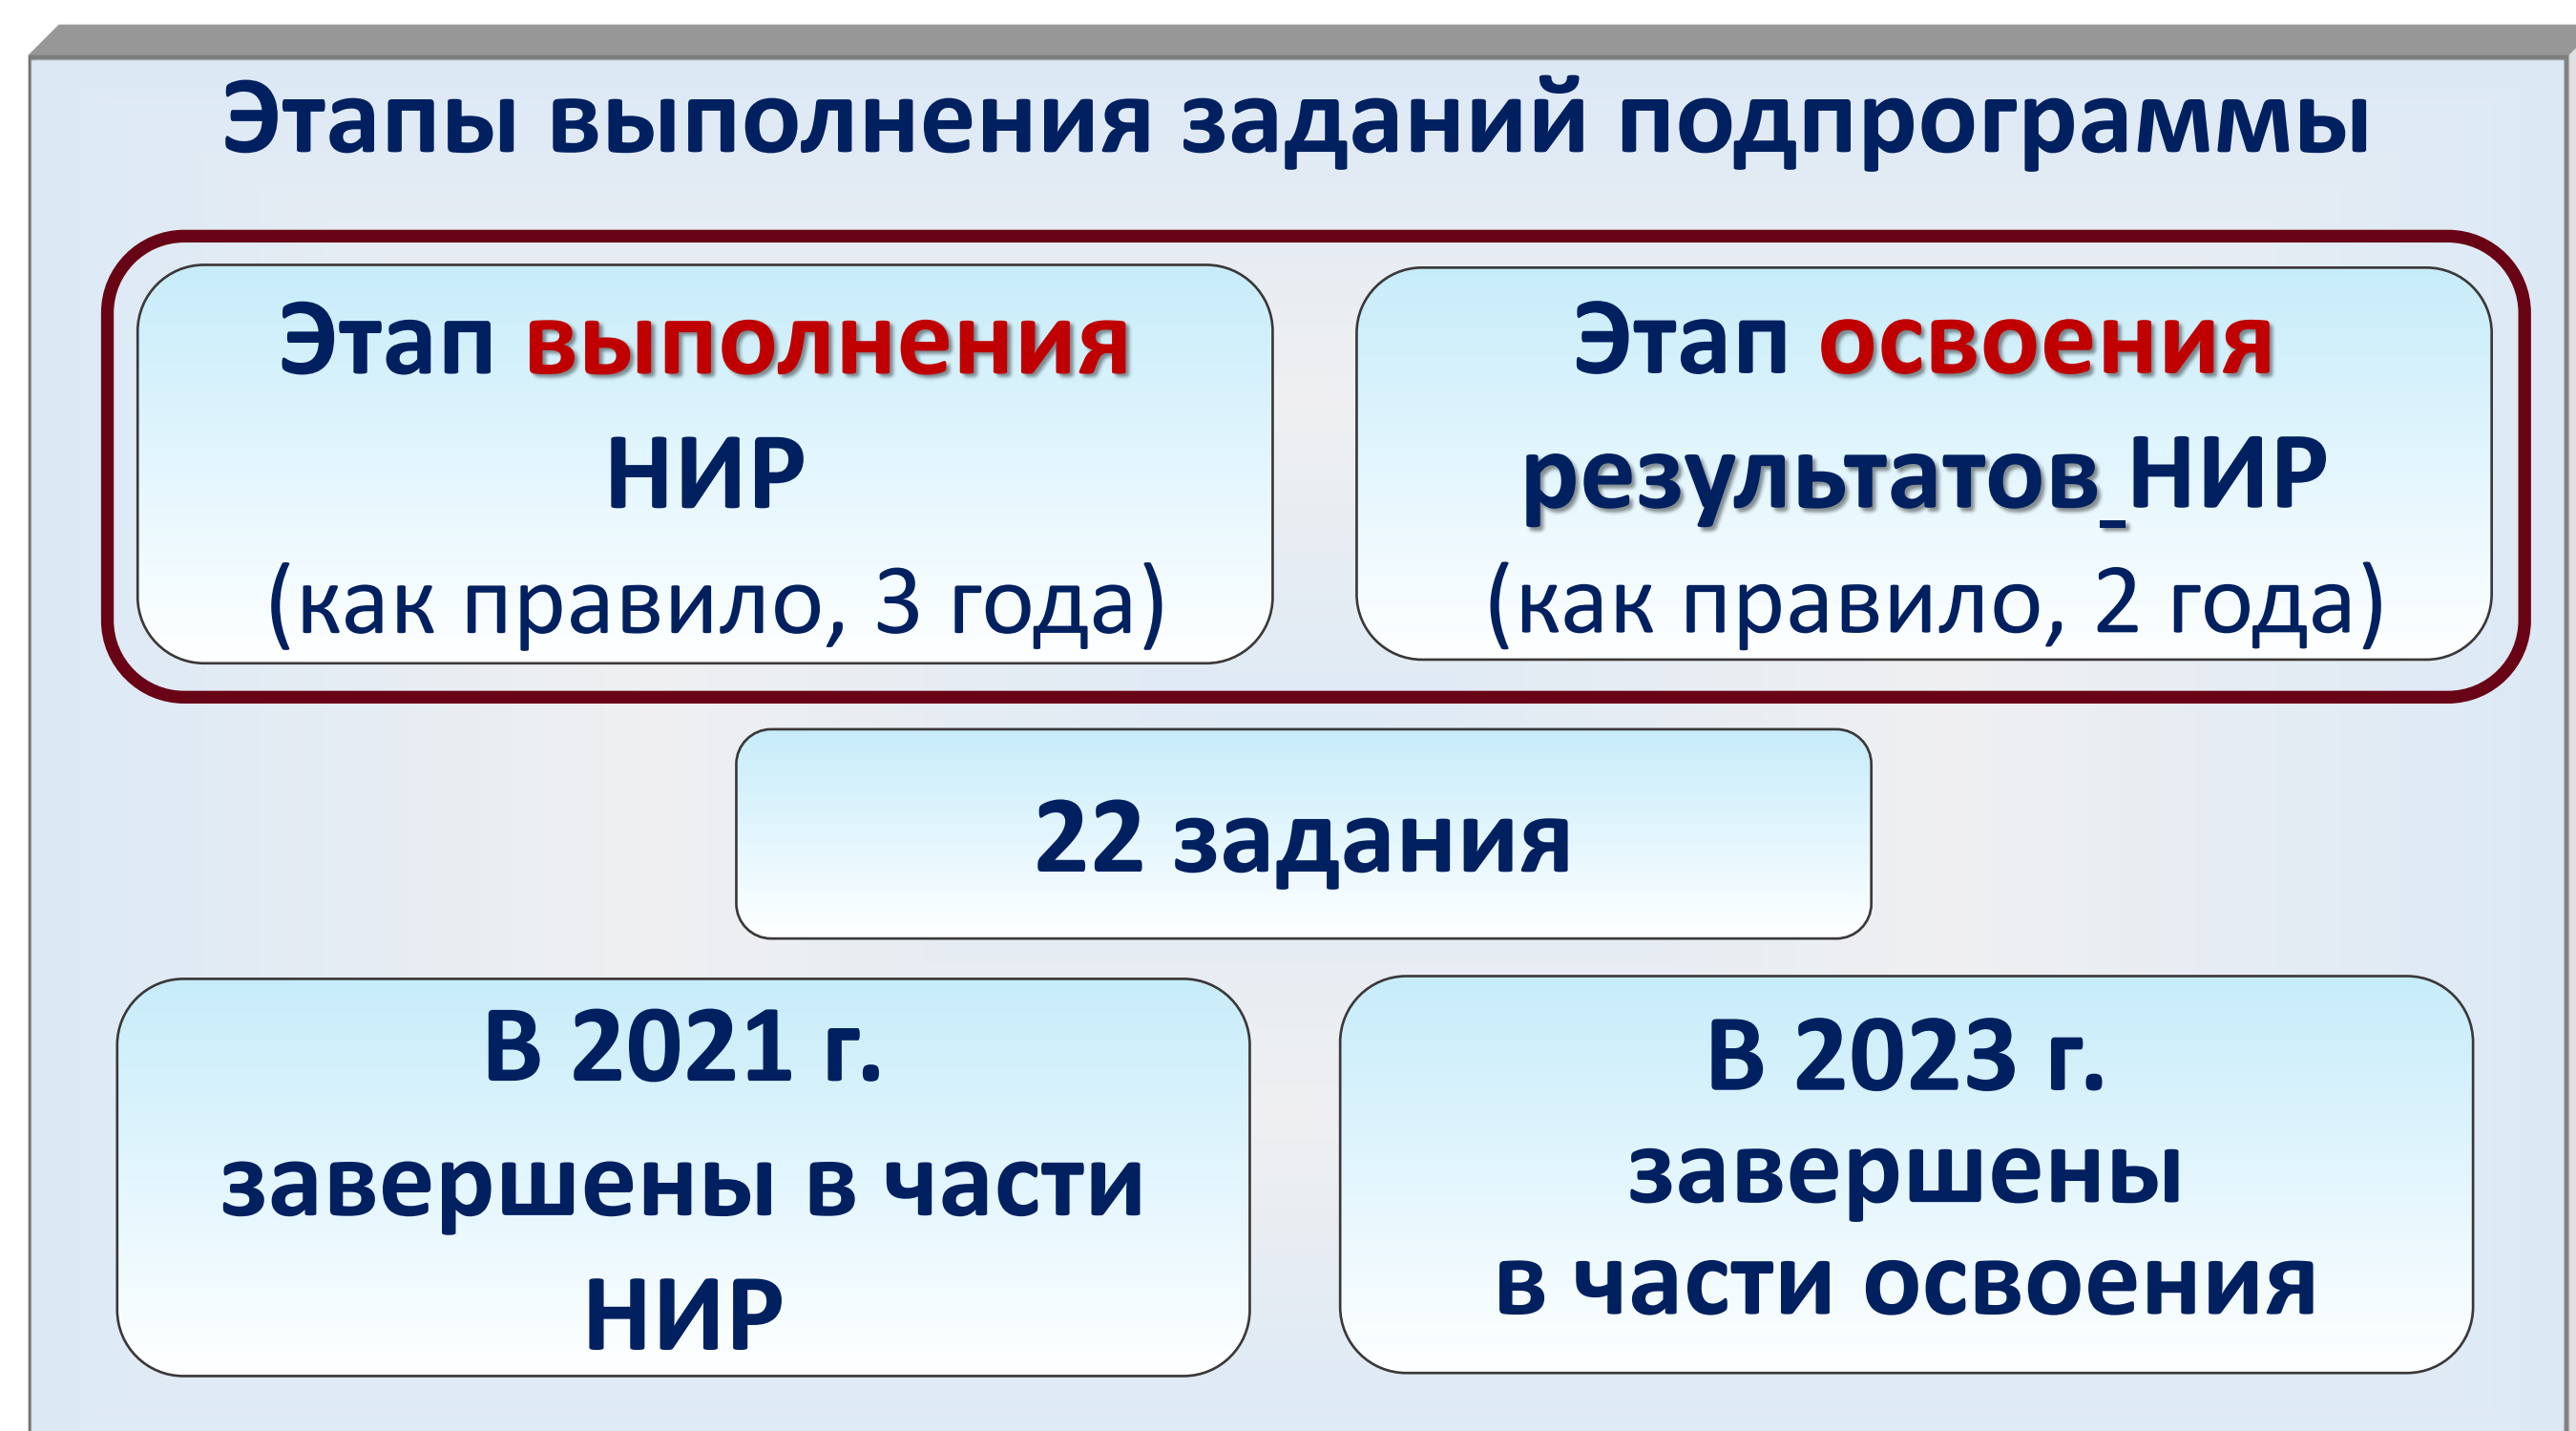 Этапы выполнения заданий подпрограммы
Этап выполнения
НИР
(как правило, 3 года)
Этап освоения
результатов НИР
(как правило, 2 года)
22 задания
В 2021 г.
завершены в части
НИР
В 2023 г.
завершены
в части освоения